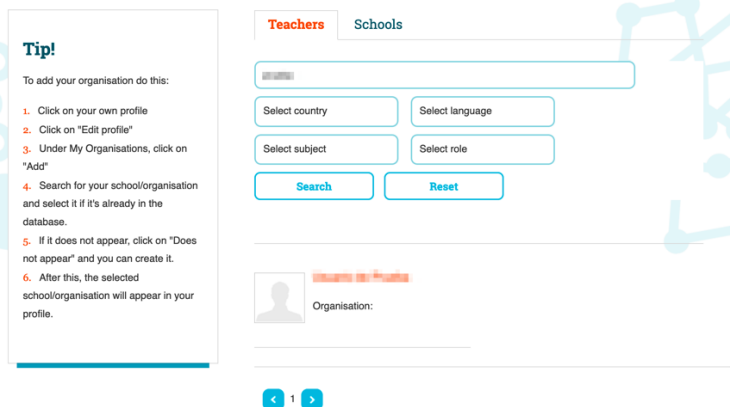 Tip!
To add your organisation do this:
1. Click on your own profile
2. Click on "Edit profile"
3. Under My Organisations, click on
"Add"
4. Search for your school/organisation
and select it if it's already in the
database.
5. If it does not appear, click on "Does
not appear" and you can create it.
6. After this, the selected
school/organisation will appear in your
profile.
Teachers Schools
Select country Select language
Select subject Select role
Search Reset
Organisation:
1